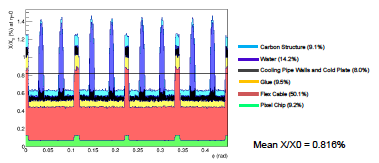 X/X₀ (%) at η=0
1.4
1.2
1
0.8
0.6
0.4
0.2
0
0
0.05
0.1
0.15
0.2
0.25
0.3
0.35
0.4
φ (rad)
Carbon Structure (9.1%)
Water (14.2%)
Cooling Pipe Walls and Cold Plate (8.0%)
Glue (9.5%)
Flex Cable (50.1%)
Pixel Chip (9.2%)
Mean X/X0 = 0.816%